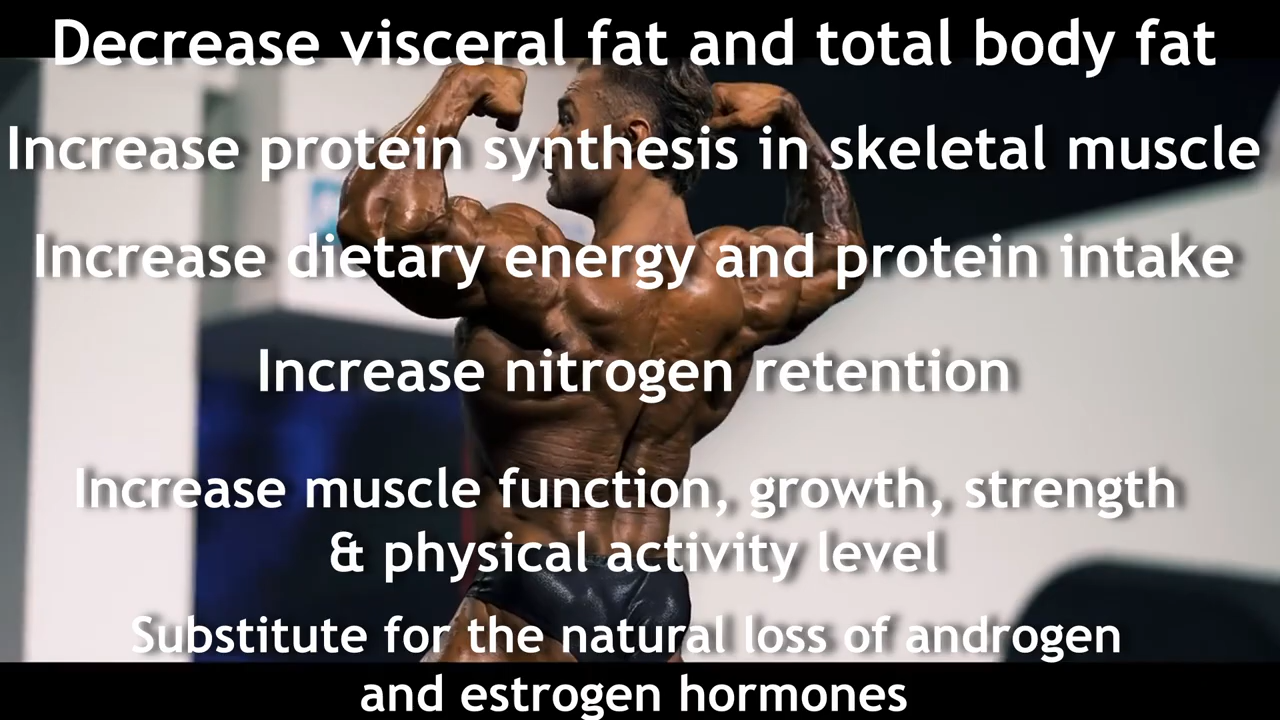 Decrease visceral fat and total body fat
Increase protein synthesis in skeletal muscle
Increase dietary energy and protein intake
Increase nitrogen retention
Increase muscle function, growth, strength
& physical activity level
Substitute for the natural loss of androgen
and estrogen hormones